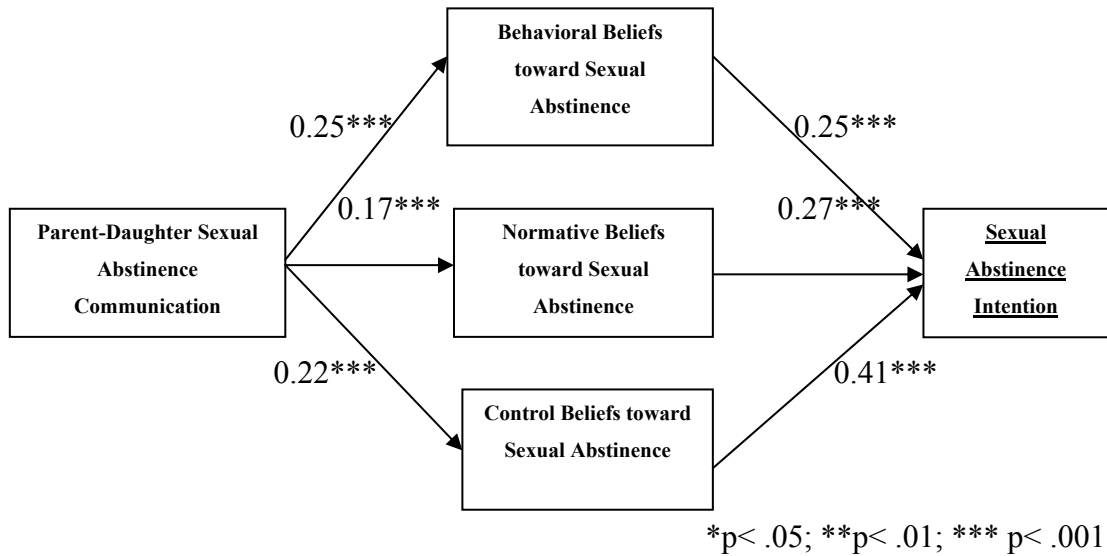 Behavioral Beliefs
toward Sexual
Abstinence
0.25***
0.25***
0.17***
0.27***
Parent-Daughter Sexual
Abstinence
Communication
Normative Beliefs
toward Sexual
Abstinence
Sexual
Abstinence
Intention
0.22***
0.41***
Control Beliefs toward
Sexual Abstinence
*p< .05; **p< .01; *** p< .001